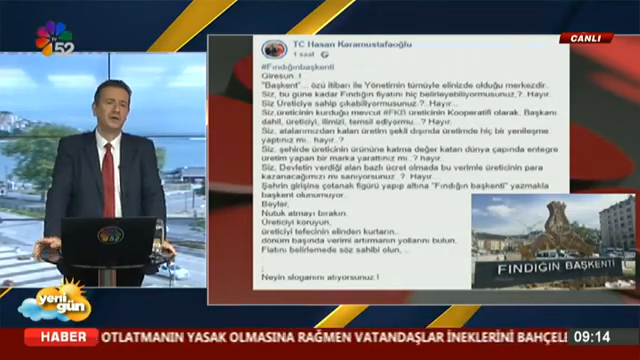 52
CANLI
TC Hasan Karamustafaoğlu
1 saat
#Fındığınbaşkenti
Giresun..!
"Başkent"... özü itibarı ile Yönetimin tümüyle elinizde olduğu merkezdir..
Siz, bu güne kadar Fındığın fiyatını hiç belirleyebiliyormusunuz.?. Hayır...
Siz Üreticiye sahip çıkabiliyormusunuz.?. Hayır...
Siz,üreticinin kurduğu mevcut #FKB üreticinin Kooperatifi olarak, Başkanı
dahil, üreticiyi, ilimizi, temsil ediyormu...? Hayır..
Siz, atalarımızdan kalan üretim şekli dışında üretimde hiç bir yenileşme
yaptınız mı.. hayır..?
Siz, şehirde üreticinin ürününe katma değer katan dünya çapında entegre
üretim yapan bir marka yarattınız mı..? hayır.
Siz, Devletin verdiği alan bazlı ücret olmada bu verimle üreticinin para
kazanacağımızı mı sanıyorsunuz..? Hayır...
Şehrin girişine çotanak figürü yapıp altına "Fındığın başkenti" yazmakla
başkent olunumuyor.
Beyler,
Nutuk atmayı bırakın.
Üreticiyi koruyun,
üreticiyi tefecinin elinden kurtarın..
dönüm başında verimi artırmanın yollarını bulun.
Fiatını belirlemede söz sahibi olun, ..
Neyin sloganını atıyorsunuz.!
FINDIĞIN BAŞKENTİ
52
yeni
gün
HABER
OTLATMANIN YASAK OLMASINA RAĞMEN VATANDAŞLAR İNEKLERİNİ BAHÇEL
09:14